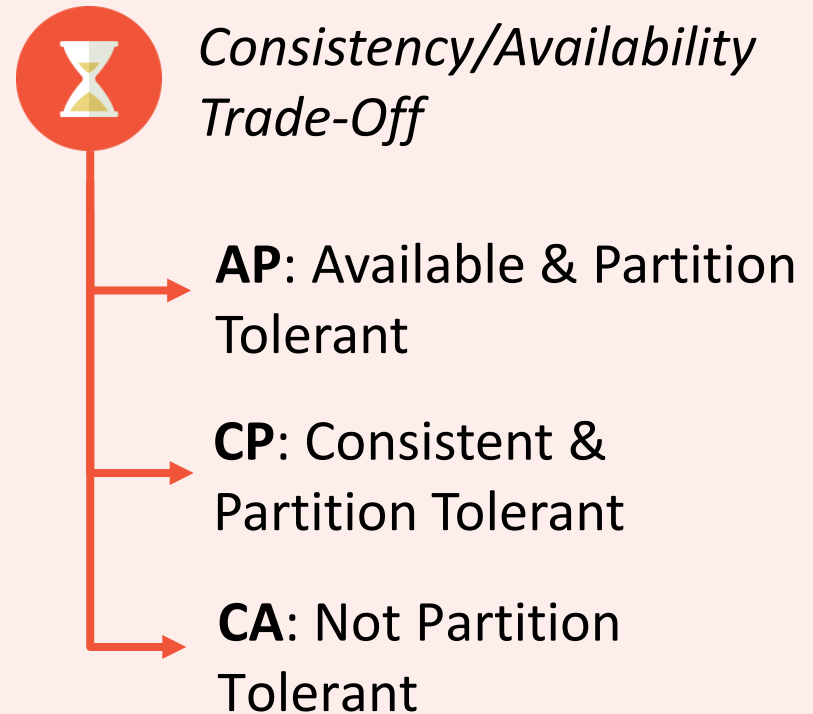 Consistency/Availability
Trade-Off
AP: Available & Partition
Tolerant
CP: Consistent &
Partition Tolerant
CA: Not Partition
Tolerant